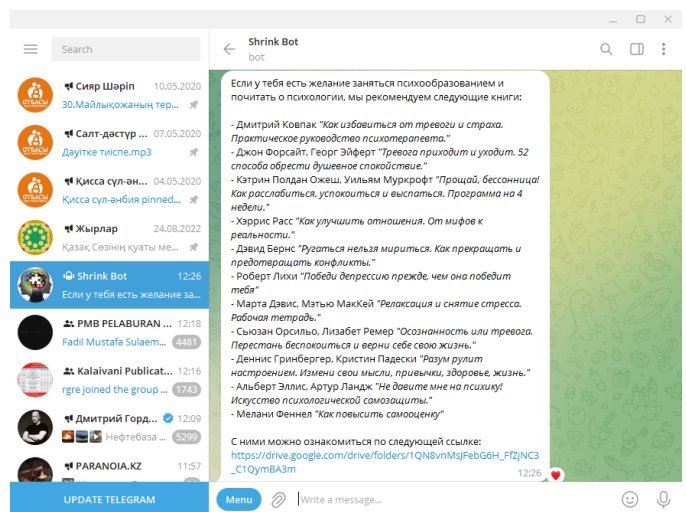 Search
Сияр Шәріп 10.05.2020
30.Майлықожаның тер...
Салт-дәстүр ... 07.05.2020
Дәуітке тиіспе.mp3
Қисса сүл-ән... 04.05.2020
Қисса сүл-әнбия pinned...
Жырлар 24.08.2022
Қазақ Сөзінің қуаты ме...
Shrink Bot 12:26
Если у тебя есть желание за...
PMB PELABURAN ... 12:18
Fadil Mustafa Sulaem... 4481
Kalaivani Publicat... 12:16
rgre joined the group ... 1743
Дмитрий Горд... 12:09
Нефтебаза ... 5299
PARANOIA.KZ 11:57
UPDATE TELEGRAM
Shrink Bot
bot
Если у тебя есть желание заняться психообразованием и
почитать о психологии, мы рекомендуем следующие книги:
- Дмитрий Ковпак "Как избавиться от тревоги и страха.
Практическое руководство психотерапевта."
- Джон Форсайт, Георг Эйферт "Тревога приходит и уходит. 52
способа обрести душевное спокойствие."
- Кэтрин Полдан Ожеш, Уильям Муркрофт "Прощай, бессонница!
Как расслабиться, успокоиться и выспаться. Программа на 4
недели."
- Хэррис Расс "Как улучшить отношения. От мифов к
реальности."
- Дэвид Бернс "Ругаться нельзя мириться. Как прекращать и
предотвращать конфликты."
- Роберт Лихи "Победи депрессию прежде, чем она победит
тебя"
- Марта Дэвис, Мэтью МакКей "Релаксация и снятие стресса.
Рабочая тетрадь."
- Сьюзан Орсильо, Лизабет Ремер "Осознанность или тревога.
Перестань беспокоиться и верни себе свою жизнь."
- Деннис Гринбергер, Кристин Падески "Разум рулит
настроением. Измени свои мысли, привычки, здоровье, жизнь."
- Альберт Эллис, Артур Ландж "Не давите мне на психику!
Искусство психологической самозащиты."
- Мелани Феннел "Как повысить самооценку"
С ними можно ознакомиться по следующей ссылке:
https://drive.google.com/drive/folders/1QN8vnMsJFebG6H_FfZjNC3
_C1QymBA3m
12:26
Menu
Write a message...